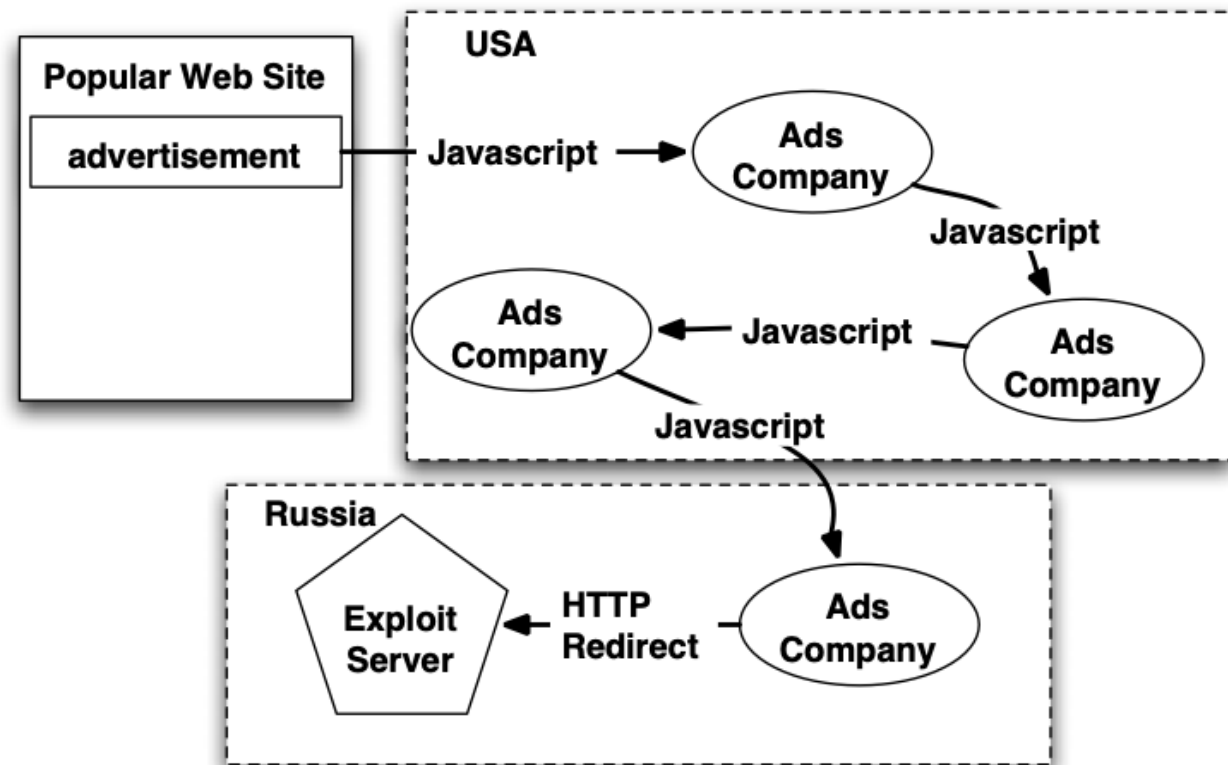 Popular Web Site
advertisement
USA
Javascript
Ads
Company
Javascript
Ads
Company
Javascript
Ads
Company
Javascript
Russia
Ads
Company
HTTP
Redirect
Exploit
Server